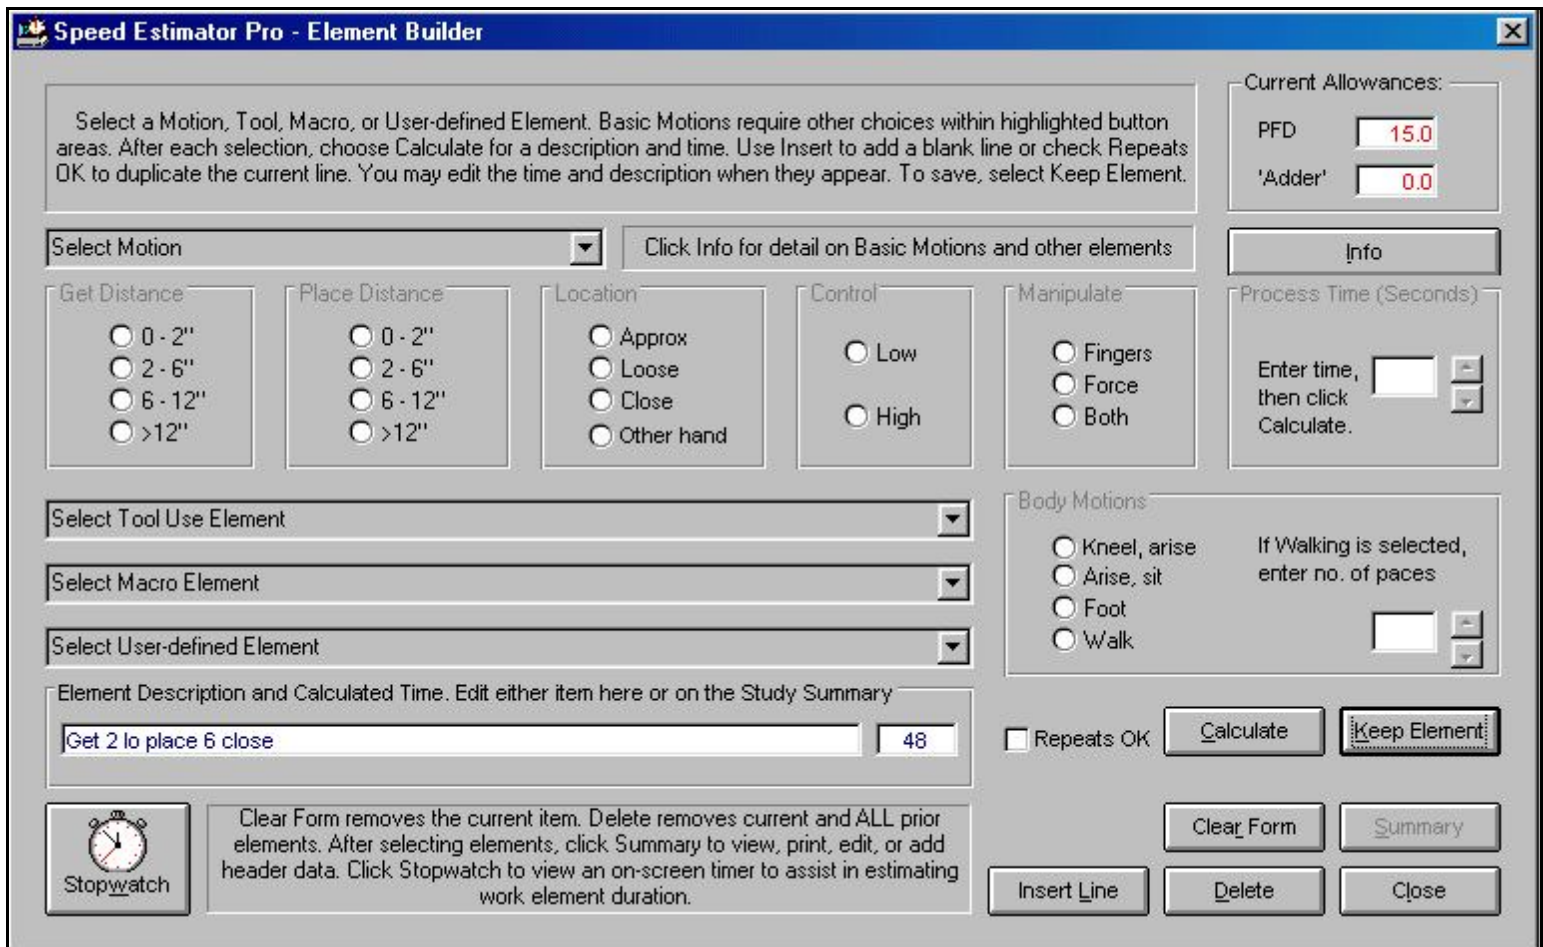 Speed Estimator Pro - Element Builder
Select a Motion, Tool, Macro, or User-defined Element. Basic Motions require other choices within highlighted button
areas. After each selection, choose Calculate for a description and time. Use Insert to add a blank line or check Repeats
OK to duplicate the current line. You may edit the time and description when they appear. To save, select Keep Element.
Current Allowances:
PFD 15.0
'Adder' 0.0
Select Motion
Click Info for detail on Basic Motions and other elements
Info
Get Distance
0 - 2"
2 - 6"
6 - 12"
>12"
Place Distance
0 - 2"
2 - 6"
6 - 12"
>12"
Location
Approx
Loose
Close
Other hand
Control
Low
High
Manipulate
Fingers
Force
Both
Process Time (Seconds)
Enter time,
then click
Calculate.
Select Tool Use Element
Select Macro Element
Select User-defined Element
Body Motions
Kneel, arise
Arise, sit
Foot
Walk
If Walking is selected,
enter no. of paces
Element Description and Calculated Time. Edit either item here or on the Study Summary
Get 2 lo place 6 close 48
Repeats OK
Calculate
Keep Element
Stopwatch
Clear Form removes the current item. Delete removes current and ALL prior
elements. After selecting elements, click Summary to view, print, edit, or add
header data. Click Stopwatch to view an on-screen timer to assist in estimating
work element duration.
Clear Form
Summary
Insert Line
Delete
Close